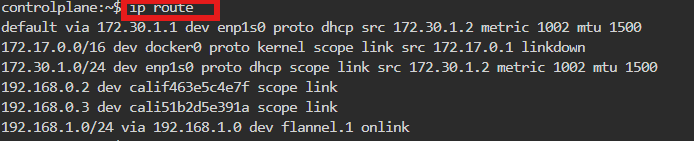 controlplane:~$ ip route
default via 172.30.1.1 dev enp1s0 proto dhcp src 172.30.1.2 metric 1002 mtu 1500
172.17.0.0/16 dev docker0 proto kernel scope link src 172.17.0.1 linkdown
172.30.1.0/24 dev enp1s0 proto dhcp scope link src 172.30.1.2 metric 1002 mtu 1500
192.168.0.2 dev calif463e5c4e7f scope link
192.168.0.3 dev cali51b2d5e391a scope link
192.168.1.0/24 via 192.168.1.0 dev flannel.1 onlink